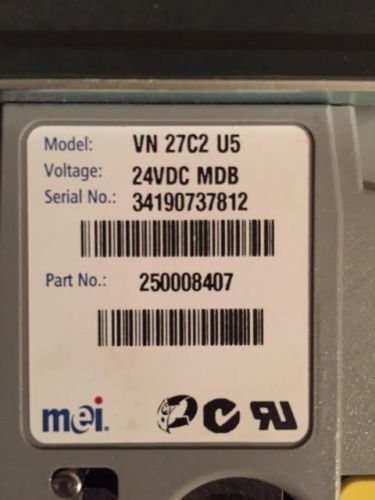 Model: VN 27C2 U5
Voltage: 24VDC MDB
Serial No.: 34190737812
Part No.: 250008407
mei.